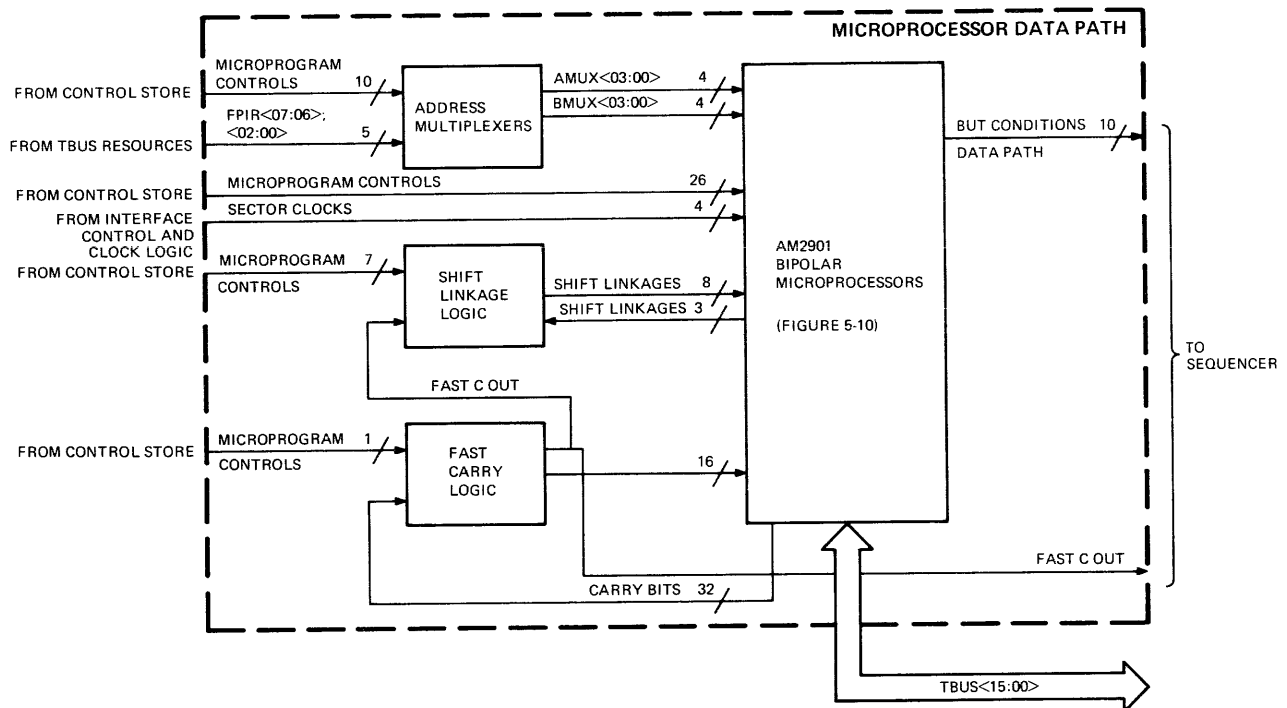 MICROPROCESSOR DATA PATH
MICROPROGRAM
CONTROLS 10
FROM CONTROL STORE
FPIR<07:06>;
<02:00> 5
FROM TBUS RESOURCES
ADDRESS
MULTIPLEXERS
AMUX<03:00> 4
BMUX<03:00> 4
BUT CONDITIONS 10
DATA PATH
MICROPROGRAM CONTROLS 26
FROM CONTROL STORE
SECTOR CLOCKS 4
FROM INTERFACE
CONTROL AND
CLOCK LOGIC
FROM CONTROL STORE
MICROPROGRAM 7
CONTROLS
SHIFT
LINKAGE
LOGIC
SHIFT LINKAGES 8
SHIFT LINKAGES 3
AM2901
BIPOLAR
MICROPROCESSORS
(FIGURE 5-10)
TO
SEQUENCER
FAST C OUT
FROM CONTROL STORE
MICROPROGRAM 1
CONTROLS
FAST
CARRY
LOGIC
16
FAST C OUT
CARRY BITS 32
TBUS<15:00>